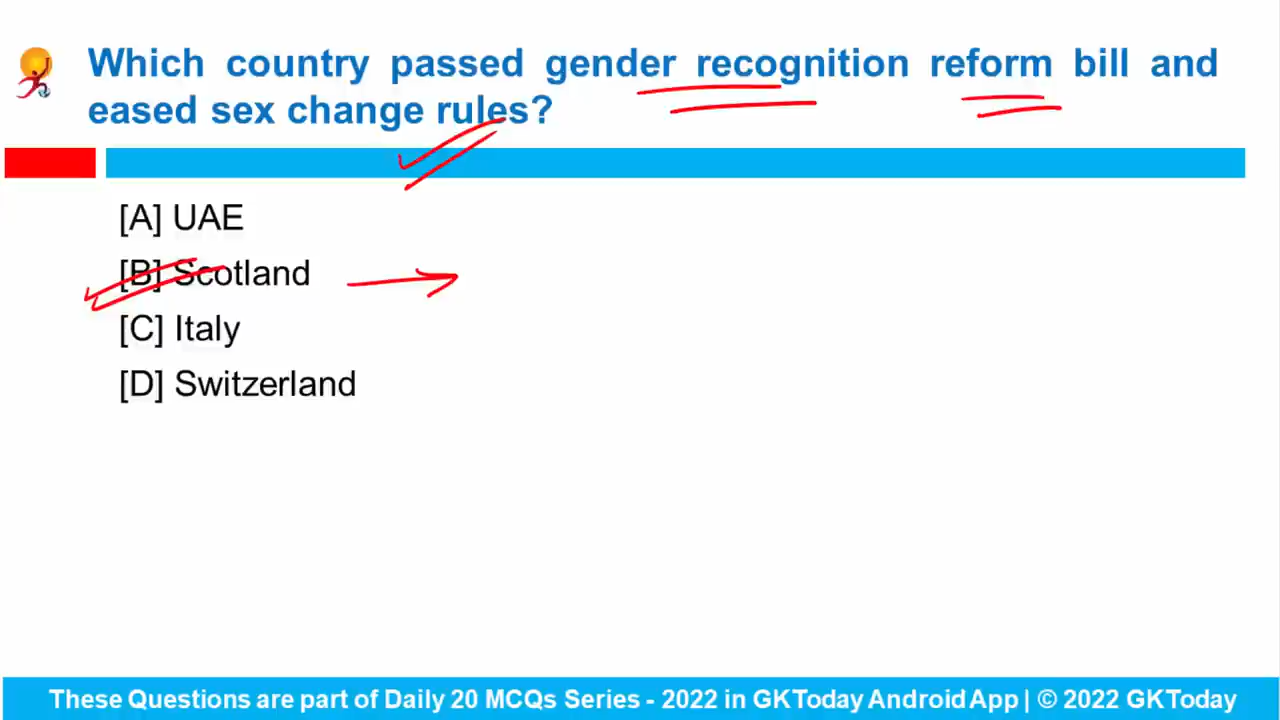 Which country passed gender recognition reform bill and
eased sex change rules?
[A] UAE
[B] Scotland
[C] Italy
[D] Switzerland
These Questions are part of Daily 20 MCQs Series - 2022 in GKToday Android App | © 2022 GKToday